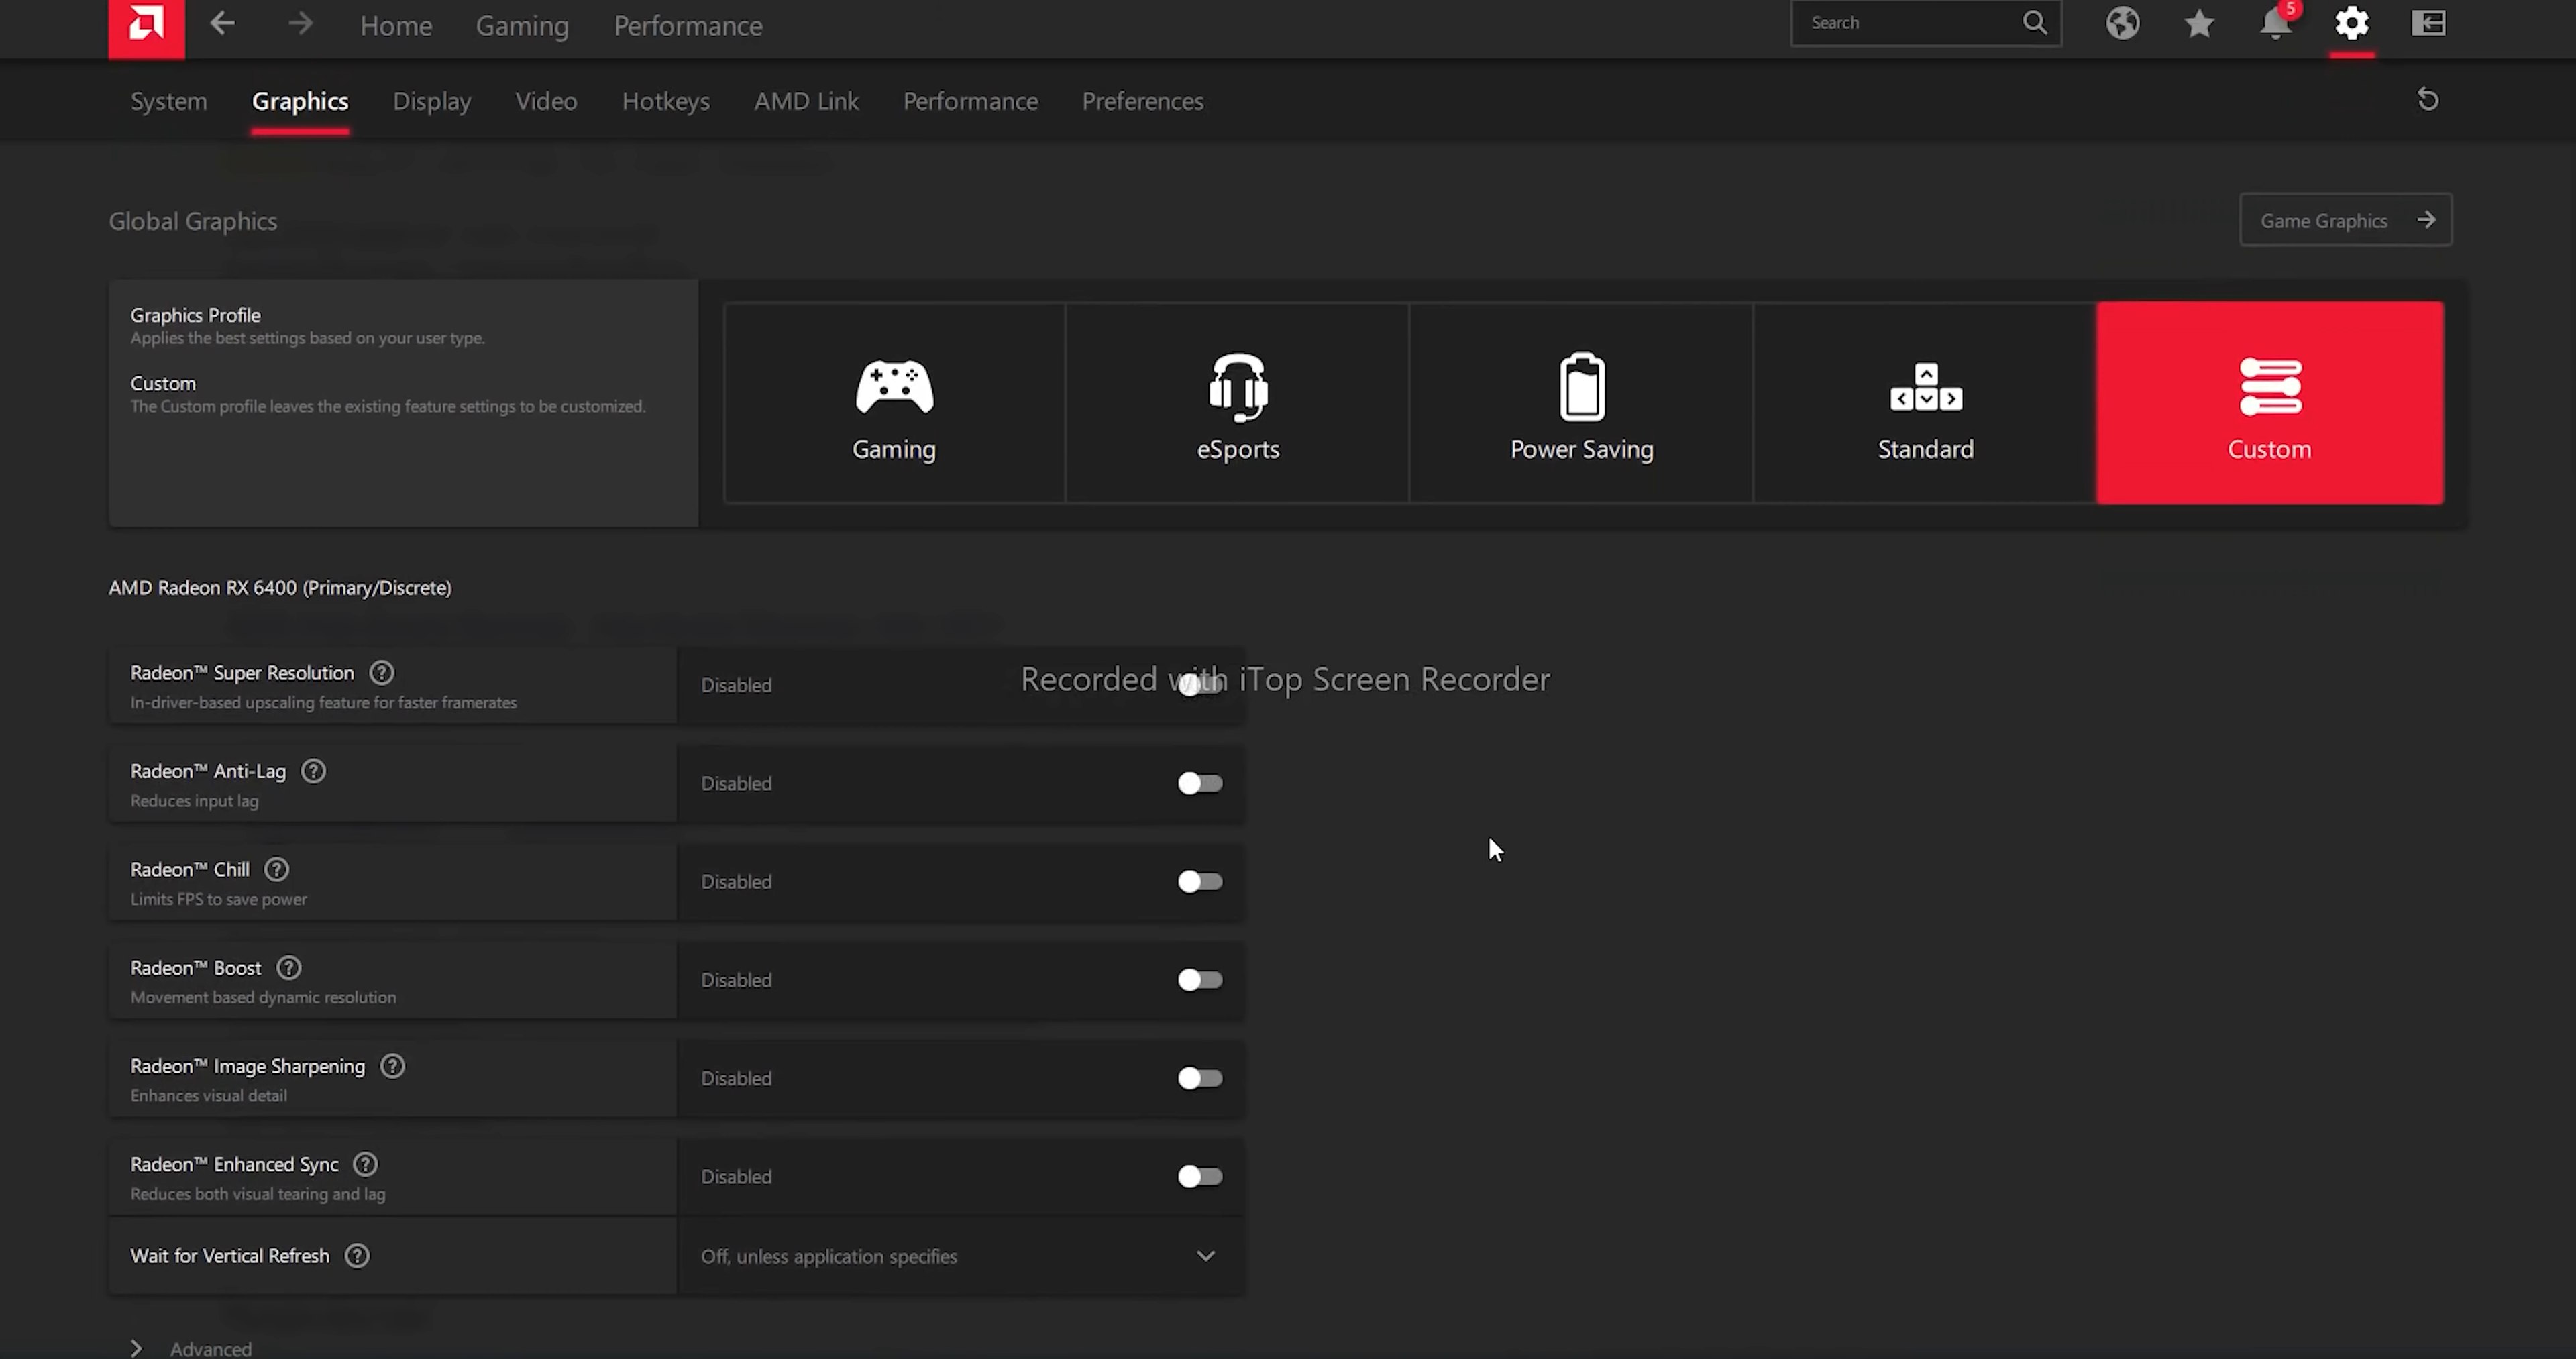 Home Gaming Performance Search 5
System Graphics Display Video Hotkeys AMD Link Performance Preferences
Global Graphics Game Graphics
Graphics Profile
Applies the best settings based on your user type.
Custom
The Custom profile leaves the existing feature settings to be customized.
Gaming eSports Power Saving Standard Custom
AMD Radeon RX 6400 (Primary/Discrete)
Radeon™ Super Resolution ?
In-driver-based upscaling feature for faster framerates
Disabled
Recorded with iTop Screen Recorder
Radeon™ Anti-Lag ?
Reduces input lag
Disabled
Radeon™ Chill ?
Limits FPS to save power
Disabled
Radeon™ Boost ?
Movement based dynamic resolution
Disabled
Radeon™ Image Sharpening ?
Enhances visual detail
Disabled
Radeon™ Enhanced Sync ?
Reduces both visual tearing and lag
Disabled
Wait for Vertical Refresh ? Off, unless application specifies
Advanced